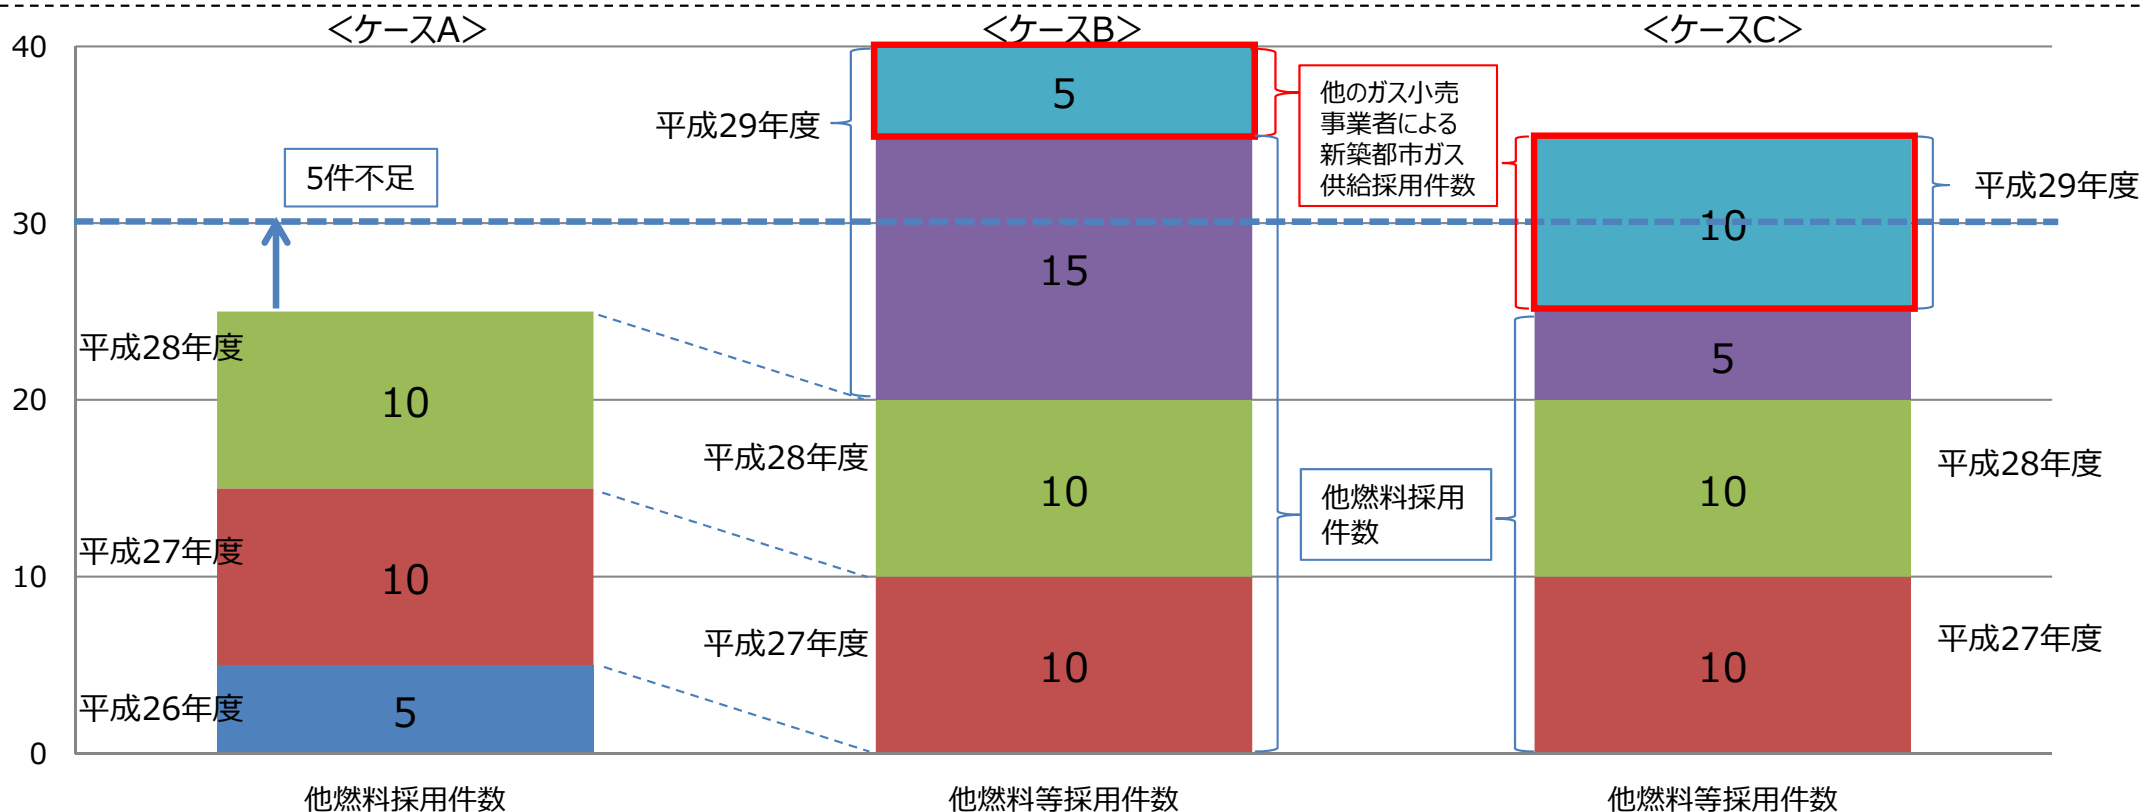 <ケースA>
<ケースB>
<ケースC>
40
30
20
10
0
5件不足
平成28年度
10
平成27年度
10
平成26年度
5
他燃料採用件数
平成29年度
5
15
平成28年度
10
平成27年度
10
他燃料等採用件数
他のガス小売
事業者による
新築都市ガス
供給採用件数
他燃料採用
件数
10
平成29年度
5
10
平成28年度
10
平成27年度
他燃料等採用件数